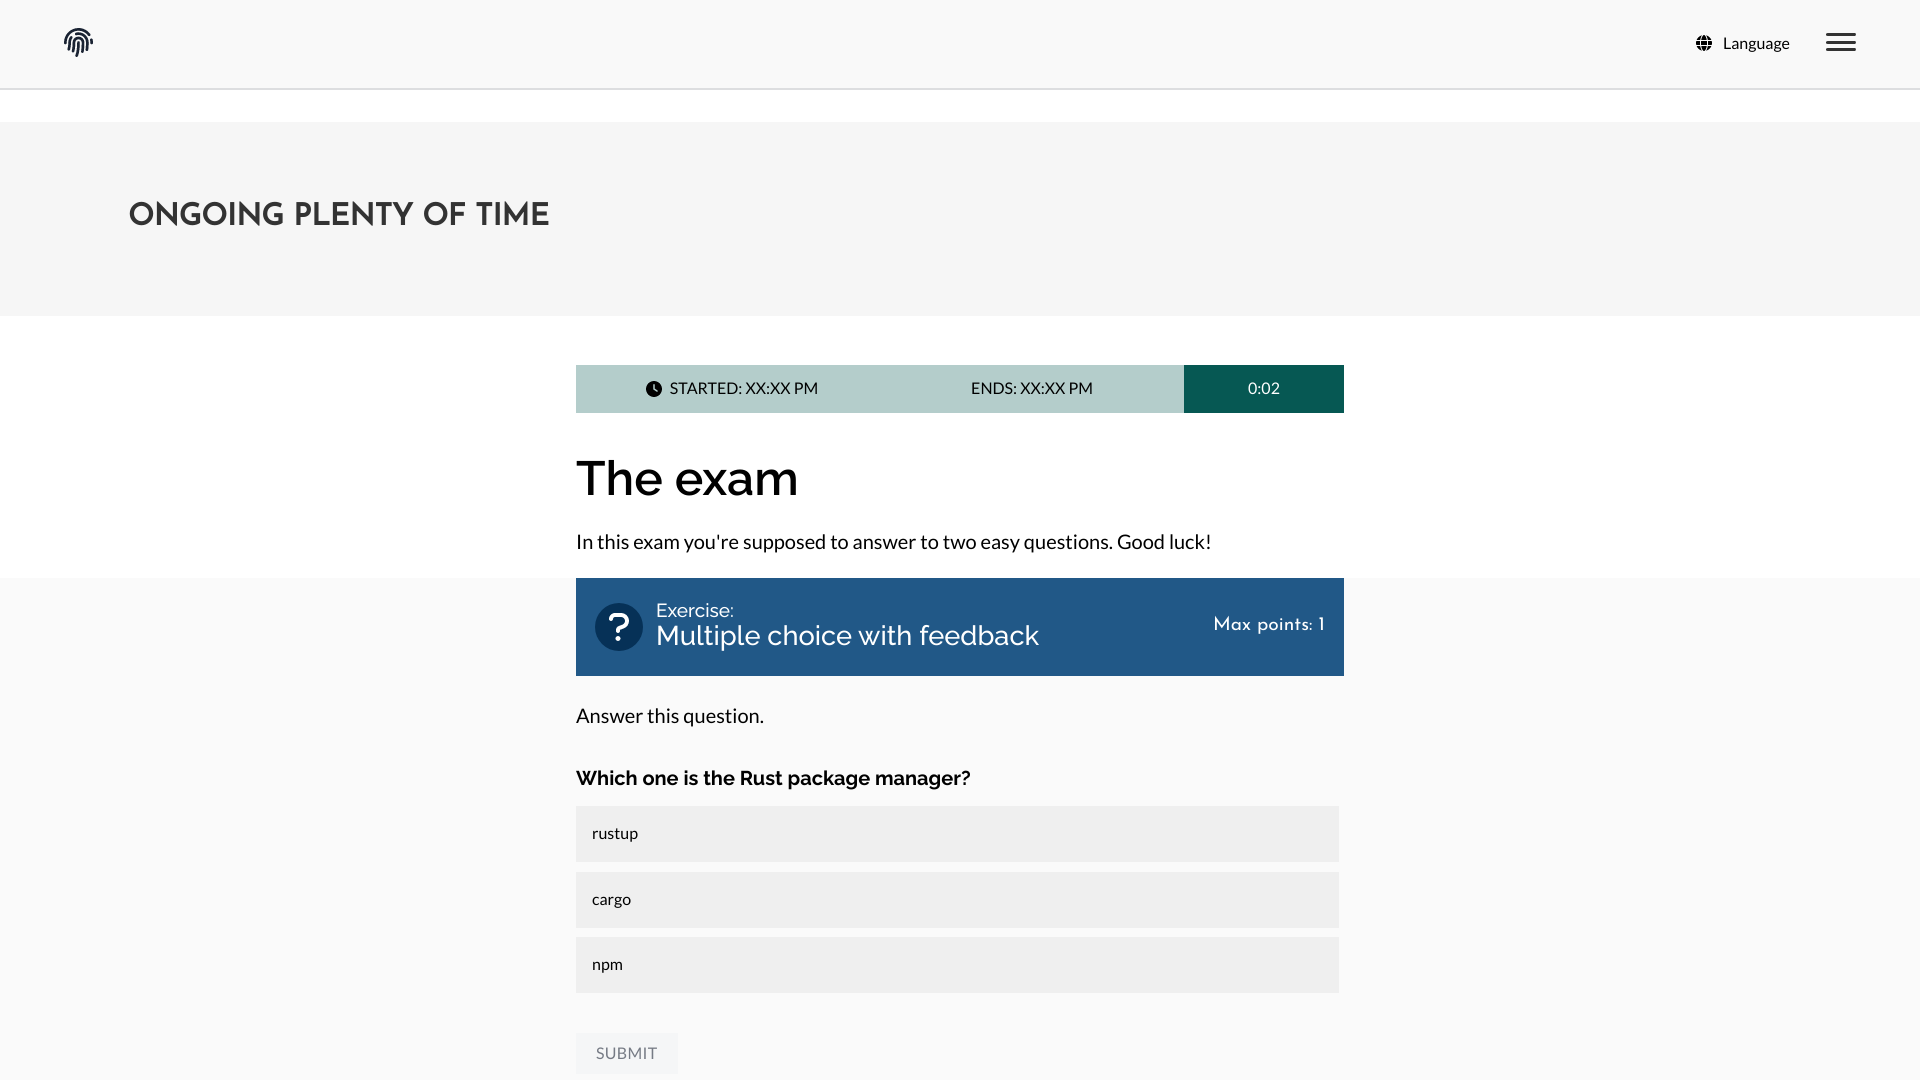 Language
ONGOING PLENTY OF TIME
STARTED: XX:XX PM
ENDS: XX:XX PM
0:02
The exam
In this exam you're supposed to answer to two easy questions. Good luck!
Exercise:
Multiple choice with feedback
Max points: 1
Answer this question.
Which one is the Rust package manager?
rustup
cargo
npm
SUBMIT